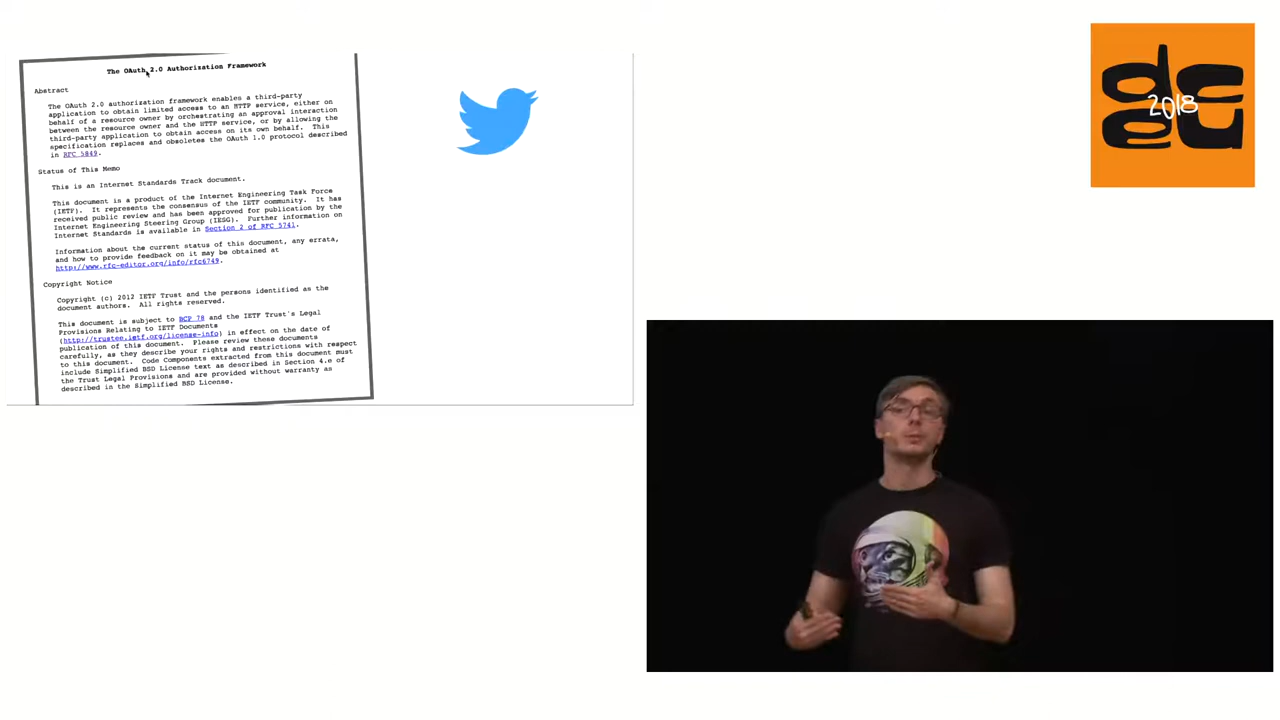 The OAuth 2.0 Authorization Framework
Abstract
The OAuth 2.0 authorization framework enables a third-party
application to obtain limited access to an HTTP service, either on
behalf of a resource owner by orchestrating an approval interaction
between the resource owner and the HTTP service, or by allowing the
third-party application to obtain access on its own behalf. This
specification replaces and obsoletes the OAuth 1.0 protocol described
in RFC 5849.
Status of This Memo
This is an Internet Standards Track document.
This document is a product of the Internet Engineering Task Force
(IETF). It represents the consensus of the IETF community. It has
received public review and has been approved for publication by the
Internet Engineering Steering Group (IESG). Further information on
Internet Standards is available in Section 2 of RFC 5741.
Information about the current status of this document, any errata,
and how to provide feedback on it may be obtained at
http://www.rfc-editor.org/info/rfc6749.
Copyright Notice
Copyright (c) 2012 IETF Trust and the persons identified as the
document authors. All rights reserved.
This document is subject to BCP 78 and the IETF Trust's Legal
Provisions Relating to IETF Documents
(http://trustee.ietf.org/license-info) in effect on the date of
publication of this document. Please review these documents
carefully, as they describe your rights and restrictions with respect
to this document. Code Components extracted from this document must
include Simplified BSD License text as described in Section 4.e of
the Trust Legal Provisions and are provided without warranty as
described in the Simplified BSD License.
2018